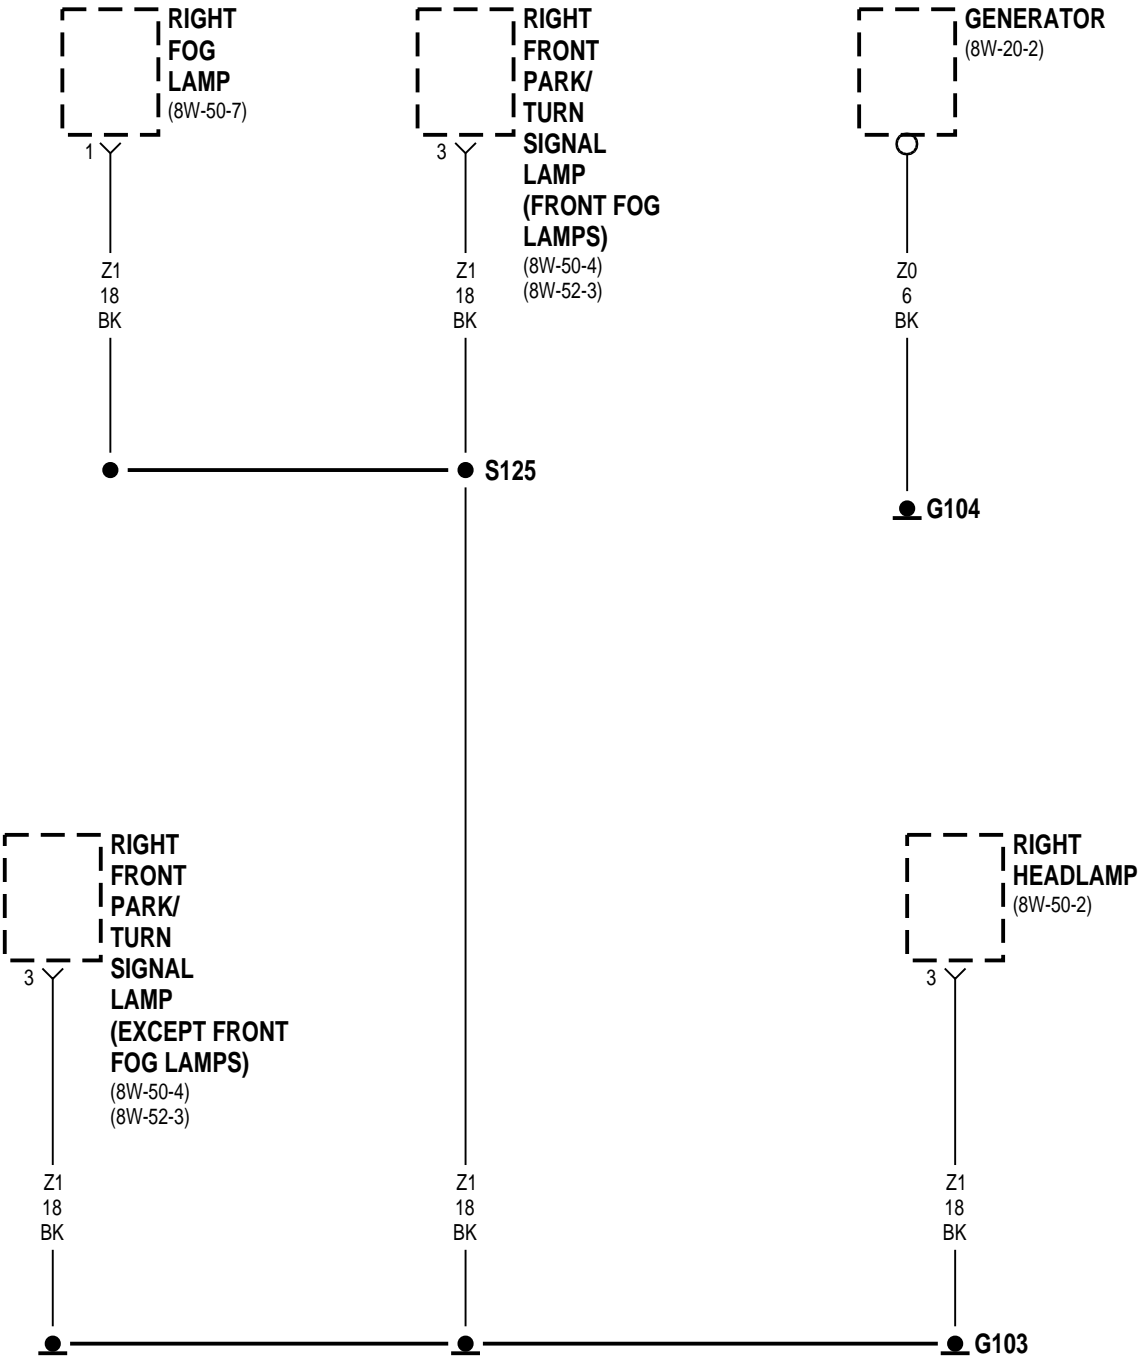 RIGHT
FOG
LAMP
(8W-50-7)
1
Z1
18
BK
RIGHT
FRONT
PARK/
TURN
SIGNAL
LAMP
(FRONT FOG
LAMPS)
(8W-50-4)
(8W-52-3)
3
Z1
18
BK
S125
GENERATOR
(8W-20-2)
Z0
6
BK
G104
RIGHT
FRONT
PARK/
TURN
SIGNAL
LAMP
(EXCEPT FRONT
FOG LAMPS)
(8W-50-4)
(8W-52-3)
3
Z1
18
BK
Z1
18
BK
RIGHT
HEADLAMP
(8W-50-2)
3
Z1
18
BK
G103